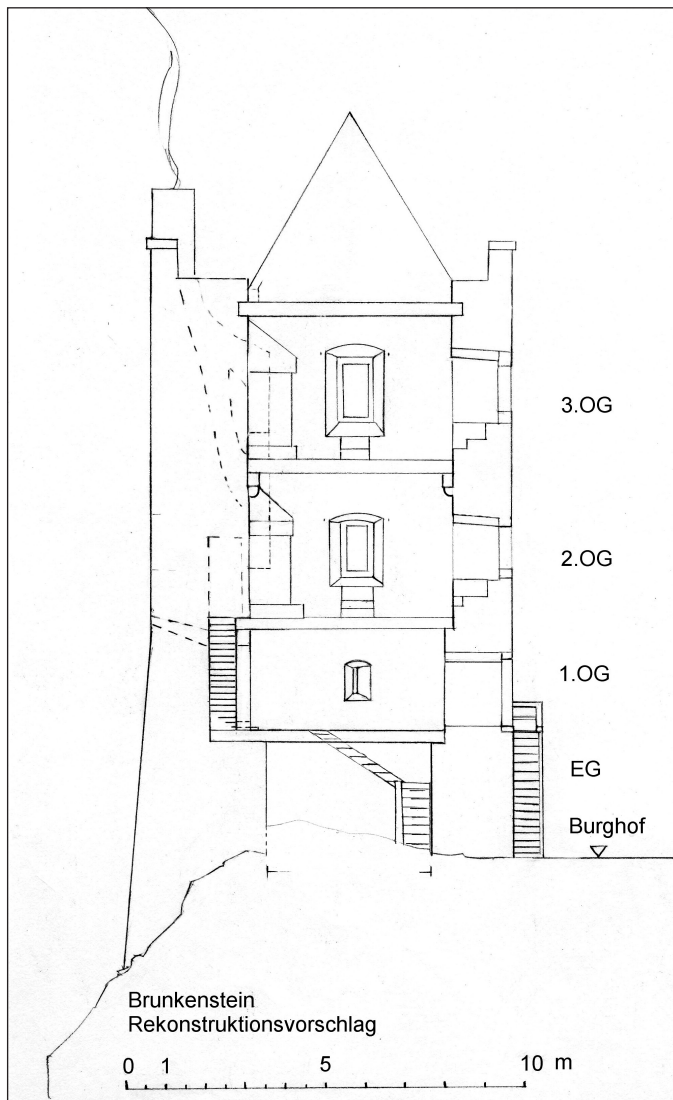 3.OG
2.OG
1.OG
EG
Burghof
Brunkenstein
Rekonstruktionsvorschlag
0 1 5 10 m